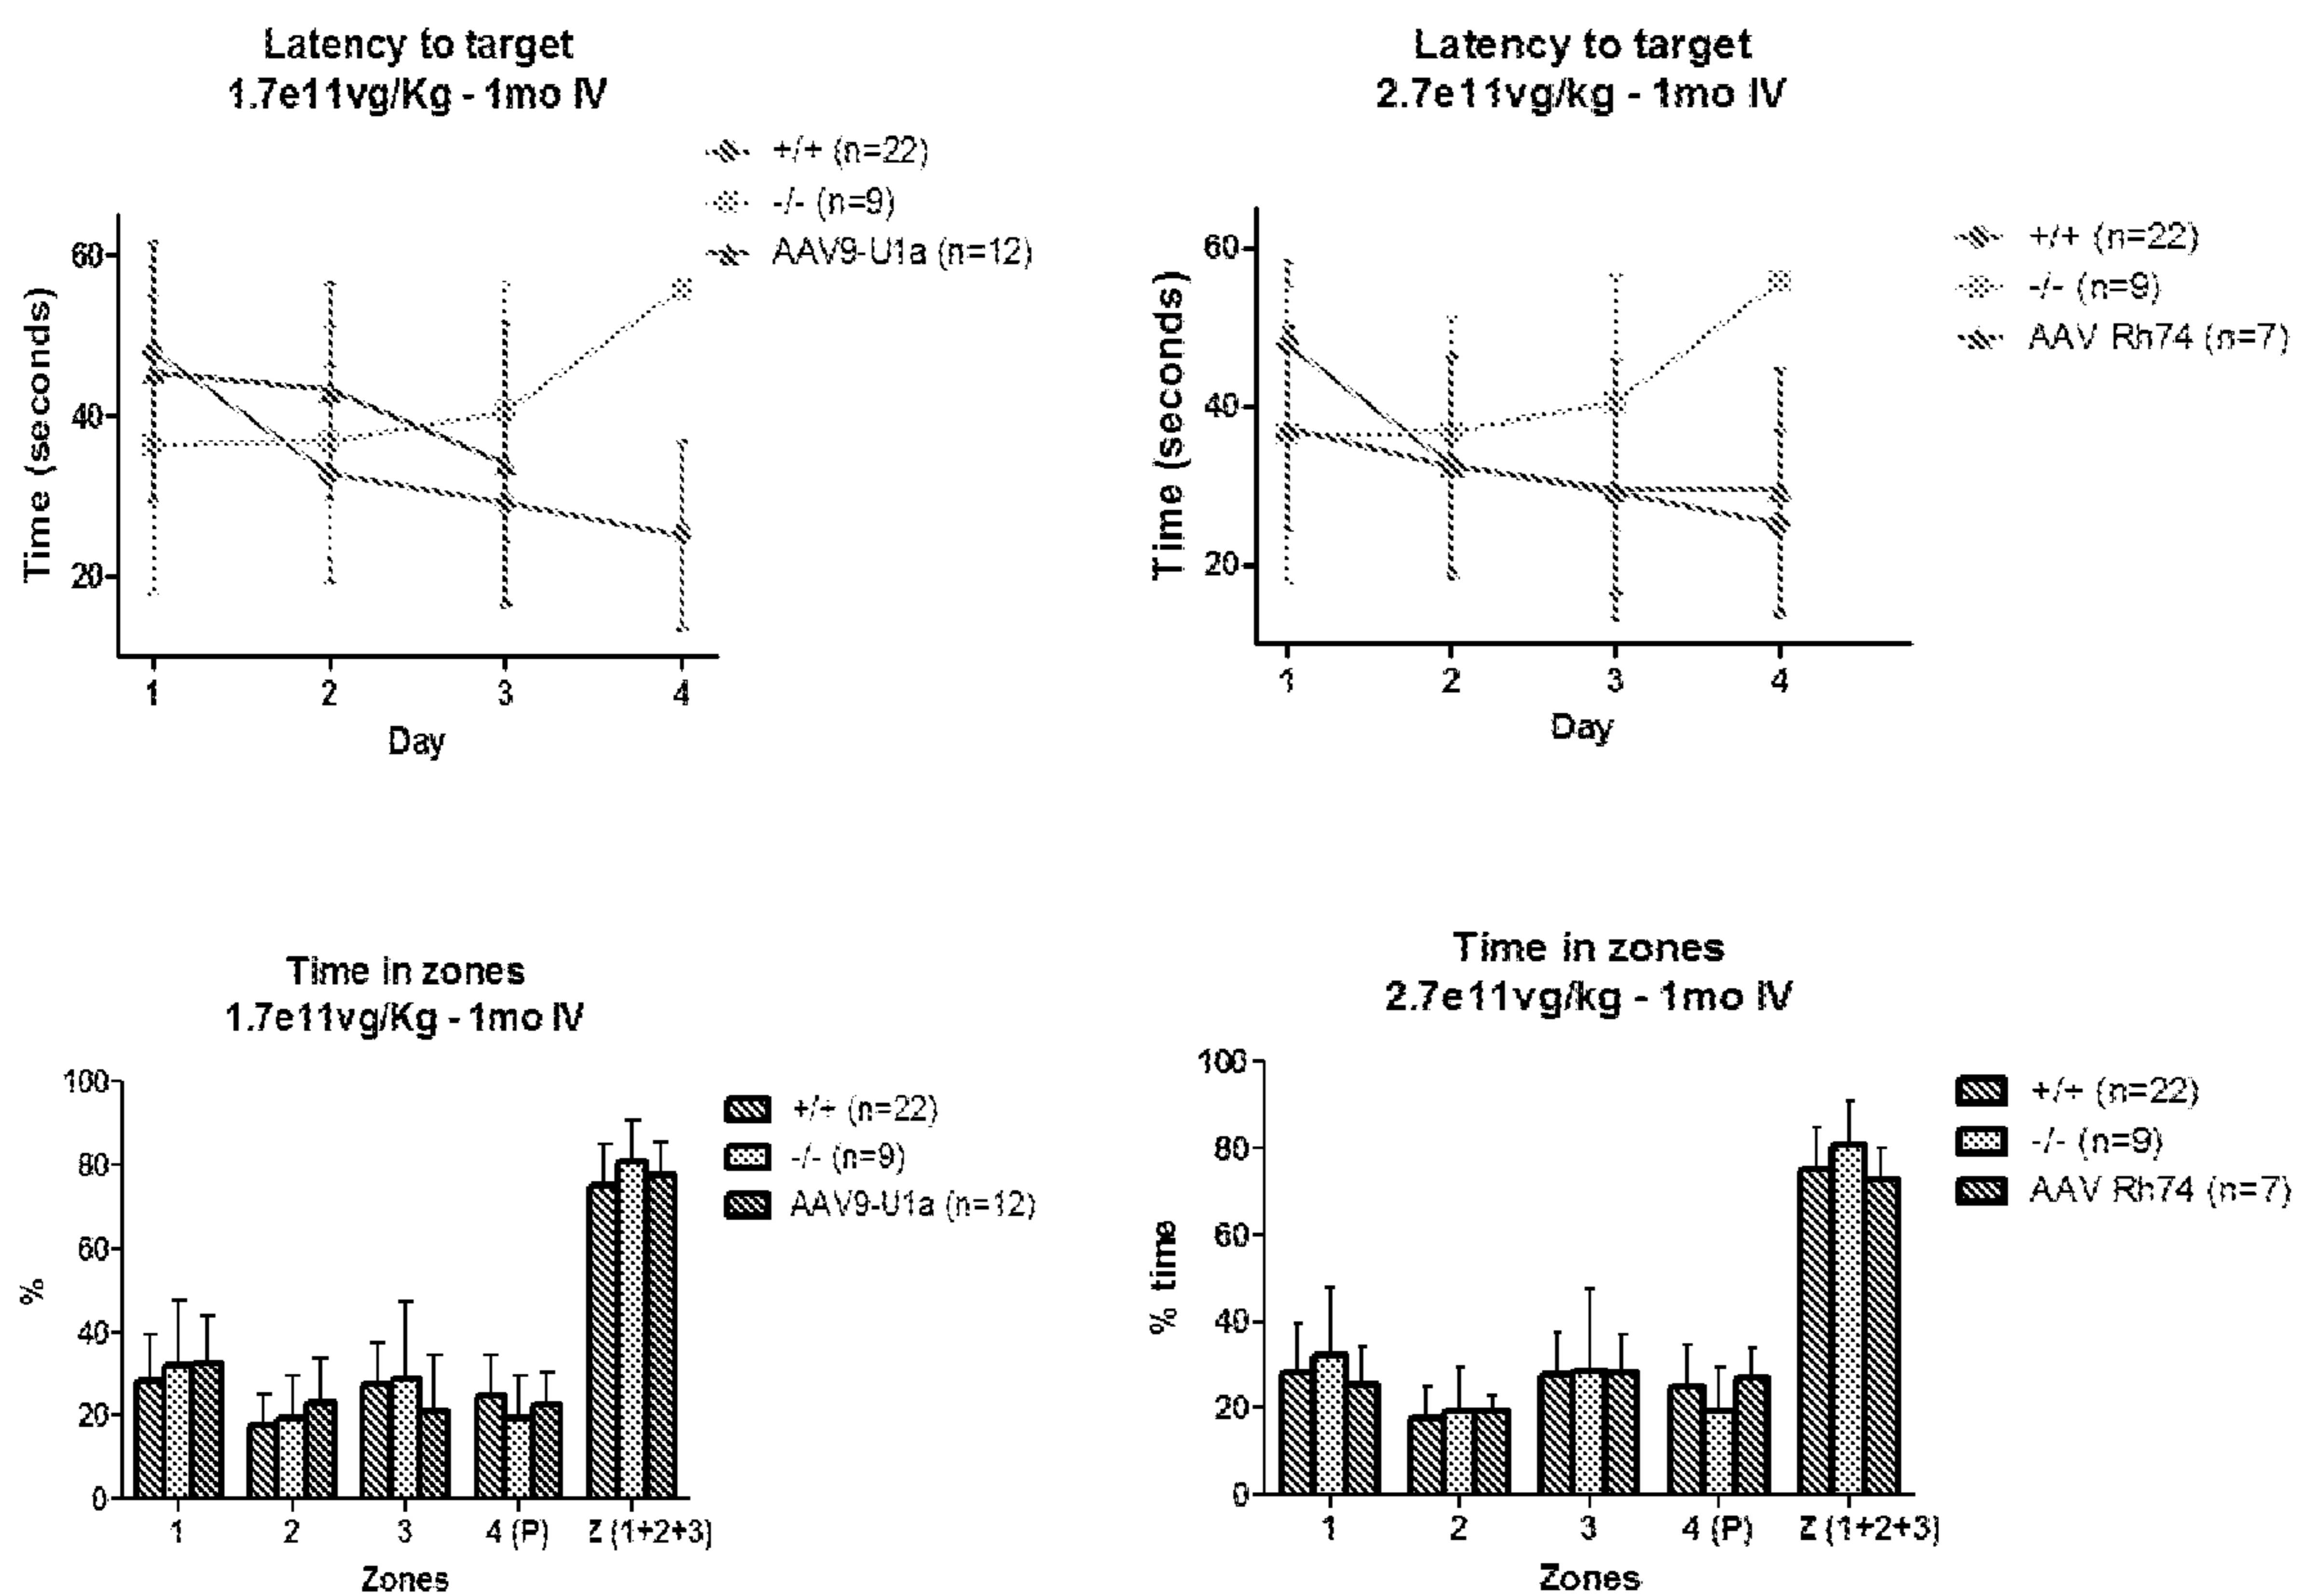 Latency to target
1.7e11vg/Kg - 1mo IV
+/+ (n=22)
-/- (n=9)
AAV9-U1a (n=12)
Time (seconds)
60
40
20
1 2 3 4
Day
Latency to target
2.7e11vg/kg - 1mo IV
+/+ (n=22)
-/- (n=9)
AAV Rh74 (n=7)
Time (seconds)
60
40
20
1 2 3 4
Day
Time in zones
1.7e11vg/Kg - 1mo IV
+/+ (n=22)
-/- (n=9)
AAV9-U1a (n=12)
%
100
80
60
40
20
0
1 2 3 4 (P) Z (1+2+3)
Zones
Time in zones
2.7e11vg/kg - 1mo IV
+/+ (n=22)
-/- (n=9)
AAV Rh74 (n=7)
% time
100
80
60
40
20
0
1 2 3 4 (P) Z (1+2+3)
Zones